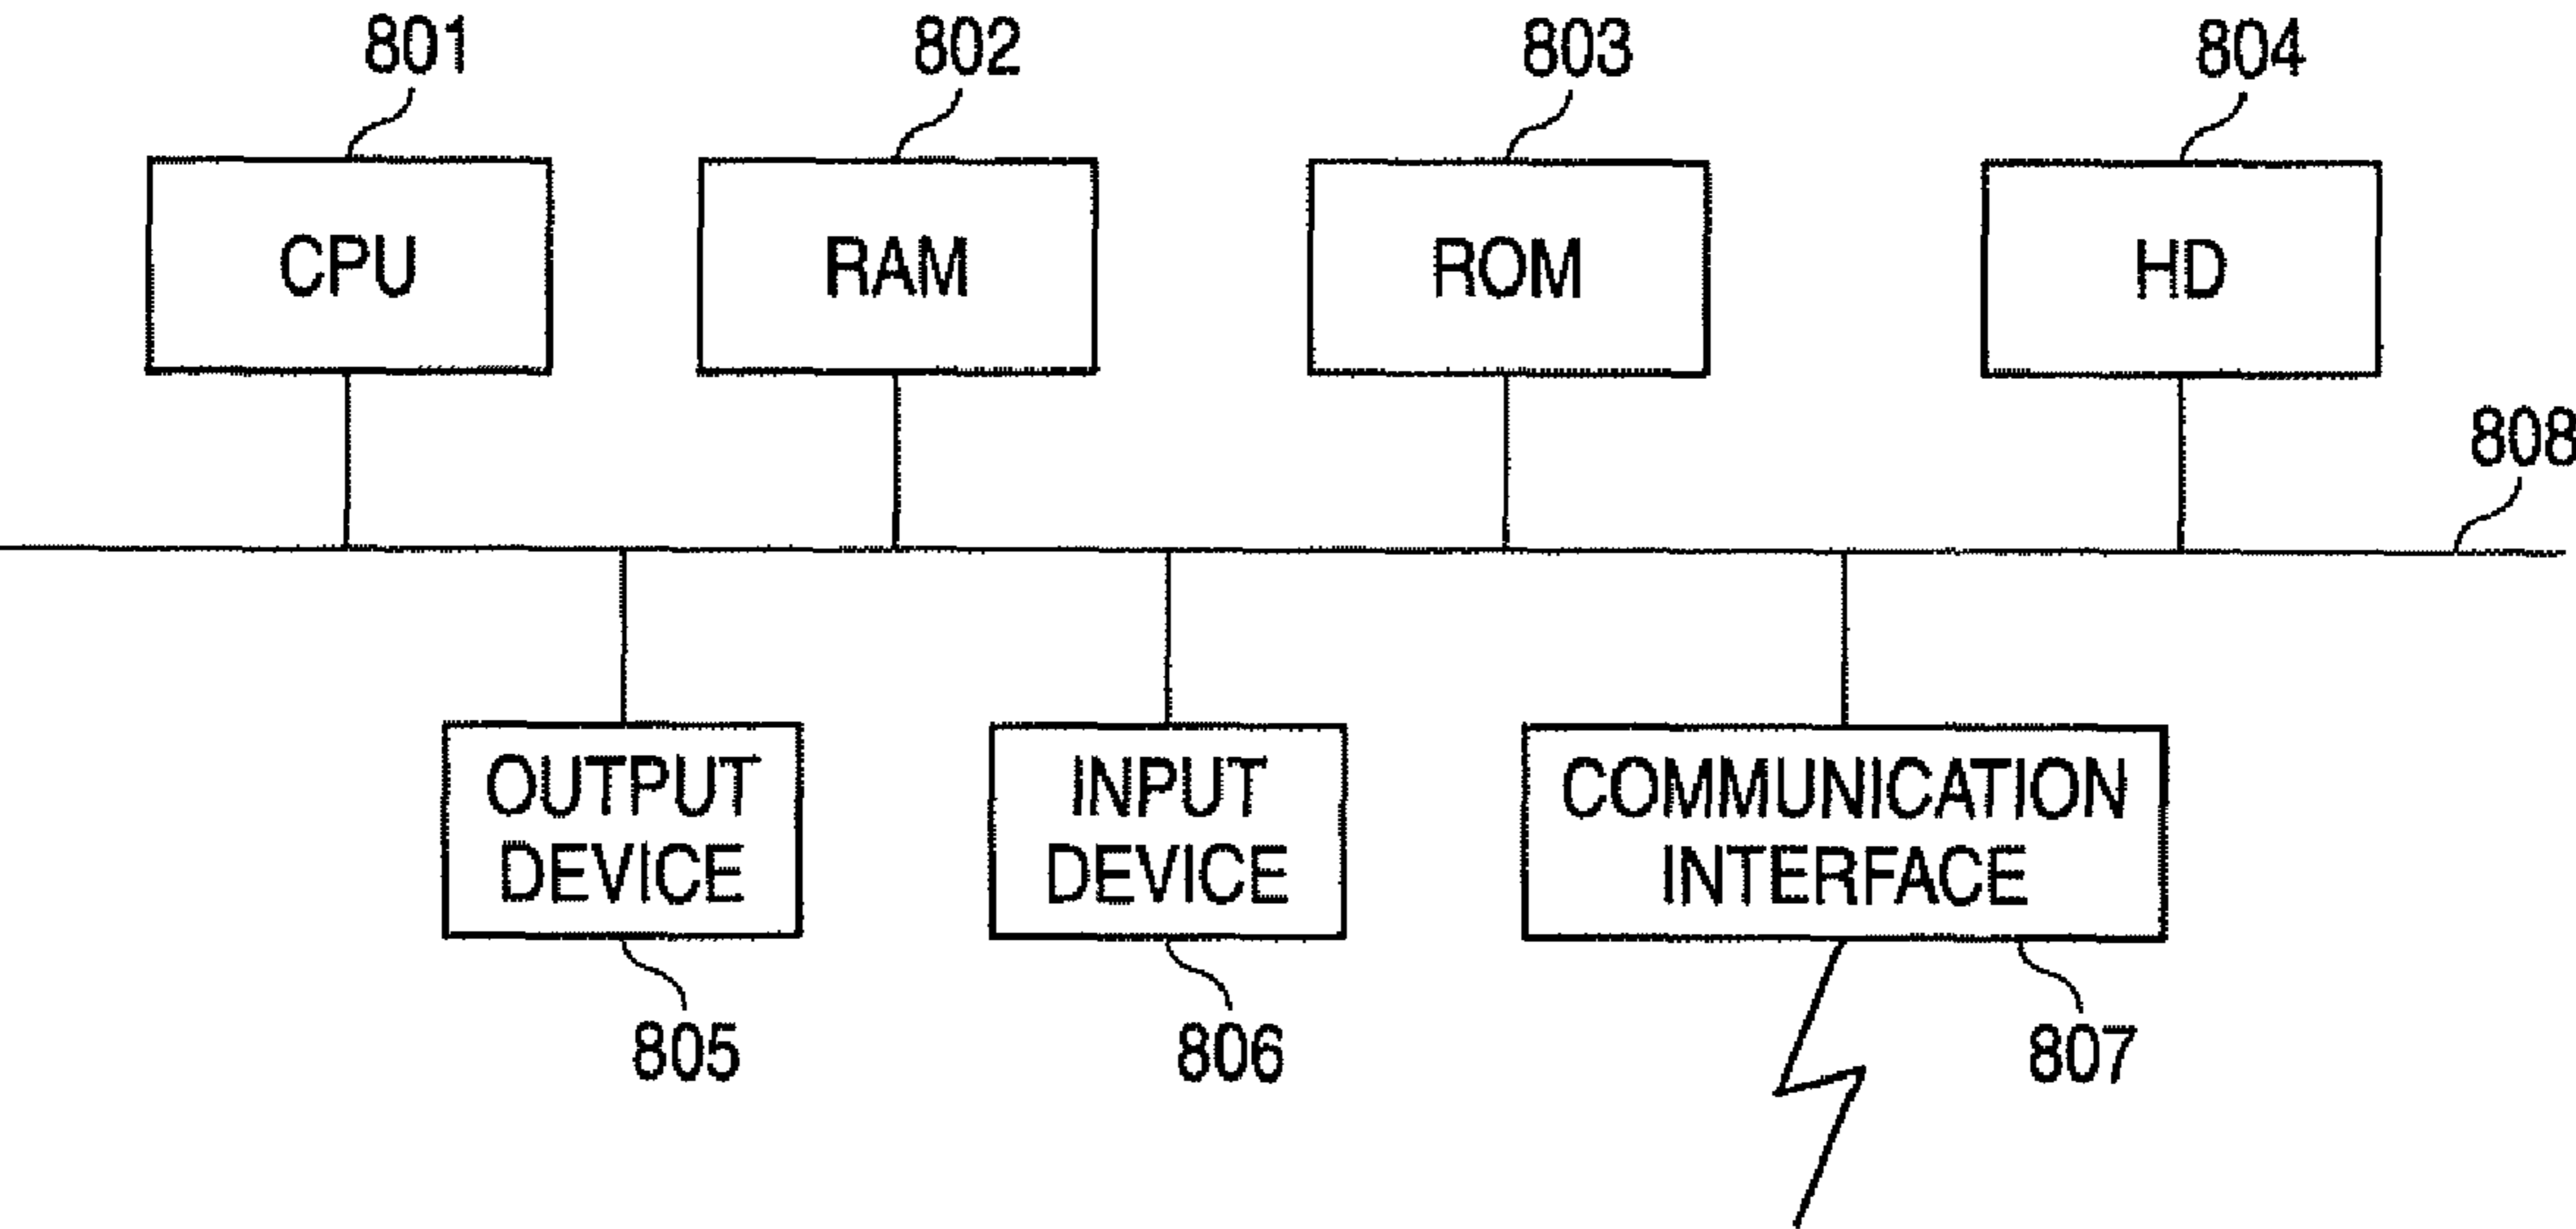 801
802
803
804
CPU
RAM
ROM
HD
808
OUTPUT
DEVICE
INPUT
DEVICE
COMMUNICATION
INTERFACE
805
806
807